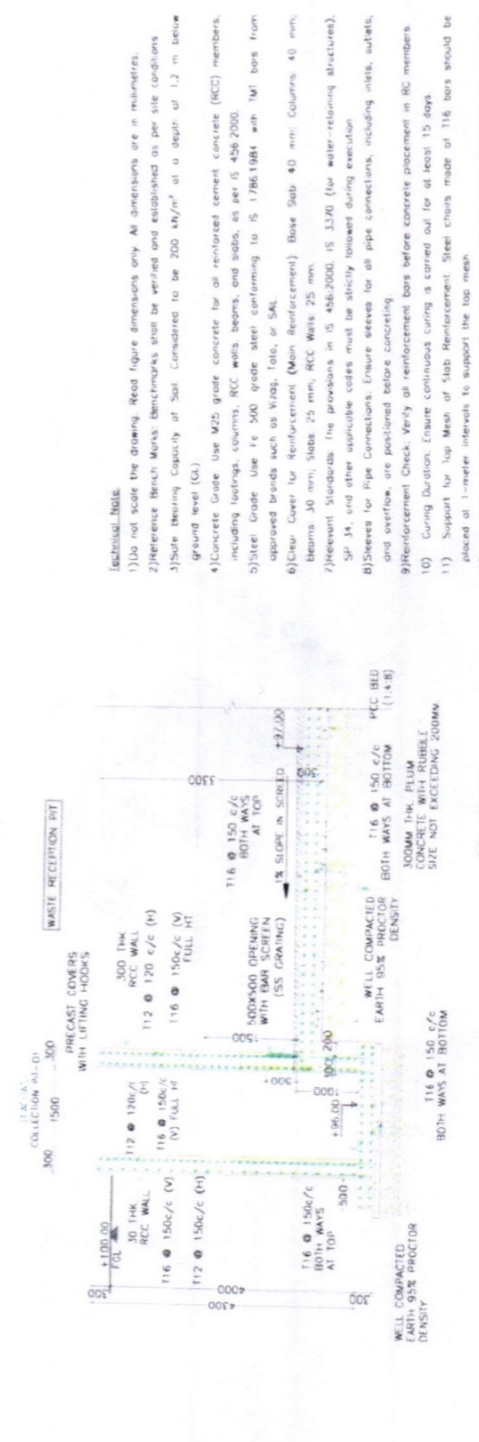 COLLECTION PIT-01
300 1500 300
WASTE RECEPTION PIT
PRECAST COVERS
WITH LIFTING HOOKS
+100.00
FGL
300
30 THK
RCC WALL
T16 @ 150c/c (V)
T12 @ 150c/c (H)
T12 @ 120c/c
(H)
T16 @ 150c/c
(V) FULL HT
300 THK
RCC WALL
T12 @ 120 c/c (H)
T16 @ 150c/c (V)
FULL HT
4000
4300
300
3300
1500
500X500 OPENING
WITH BAR SCREEN
(SS GRATING)
T16 @ 150 c/c
BOTH WAYS
AT TOP
1% SLOPE IN SCREED
+97.00
300
T16 @ 150c/c
BOTH WAYS
AT TOP
+96.00
500
1000
200
WELL COMPACTED
EARTH 95% PROCTOR
DENSITY
T16 @ 150 c/c
BOTH WAYS AT BOTTOM
WELL COMPACTED
EARTH 95% PROCTOR
DENSITY
T16 @ 150 c/c
BOTH WAYS AT BOTTOM
PCC BED
(1:4:8)
300MM THK. PLUM
CONCRETE WITH RUBBLE
SIZE NOT EXCEEDING 200MM
Technical Note
1)Do not scale the drawing. Read figure dimensions only. All dimensions are in milimetres.
2)Reference Bench Marks: Benchmarks shall be verified and established as per site conditions
3)Safe Bearing Capacity of Soil: Considered to be 200 kN/m² at a depth of 1.2 m below
ground level (GL)
4)Concrete Grade Use M25 grade concrete for all reinforced cement concrete (RCC) members,
including footings, columns, RCC walls, beams, and slabs, as per IS 456:2000.
5)Steel Grade Use Fe 500 grade steel conforming to IS 1786:1984 with TMT bars from
approved brands such as Vizag, Tata, or SAIL
6)Clear Cover for Reinforcement (Main Reinforcement) Base Slab 40 mm; Columns 40 mm;
Beams 30 mm; Slabs 25 mm, RCC Walls: 25 mm.
7)Relevant Standards The provisions in IS 456:2000, IS 3370 (for water-retaining structures),
SP 34, and other applicable codes must be strictly followed during execution
8)Sleeves for Pipe Connections. Ensure sleeves for all pipe connections, including inlets, outlets,
and overflow, are positioned before concreting
9)Reinforcement Check. Verify all reinforcement bars before concrete placement in RC members.
10) Curing Duration: Ensure continuous curing is carried out for at least 15 days.
11) Support for Top Mesh of Slab Reinforcement. Steel chairs made of T16 bars should be
placed at 1-meter intervals to support the top mesh